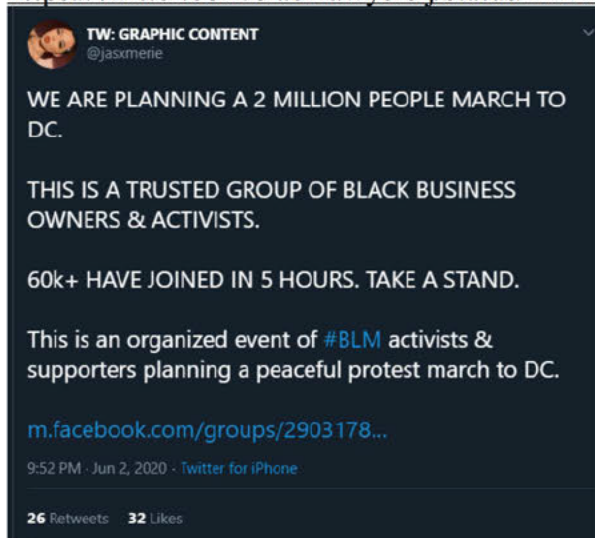 TW: GRAPHIC CONTENT
@jasxmerie
WE ARE PLANNING A 2 MILLION PEOPLE MARCH TO
DC.
THIS IS A TRUSTED GROUP OF BLACK BUSINESS
OWNERS & ACTIVISTS.
60k+ HAVE JOINED IN 5 HOURS. TAKE A STAND.
This is an organized event of #BLM activists &
supporters planning a peaceful protest march to DC.
m.facebook.com/groups/2903178...
9:52 PM · Jun 2, 2020 · Twitter for iPhone
26 Retweets 32 Likes